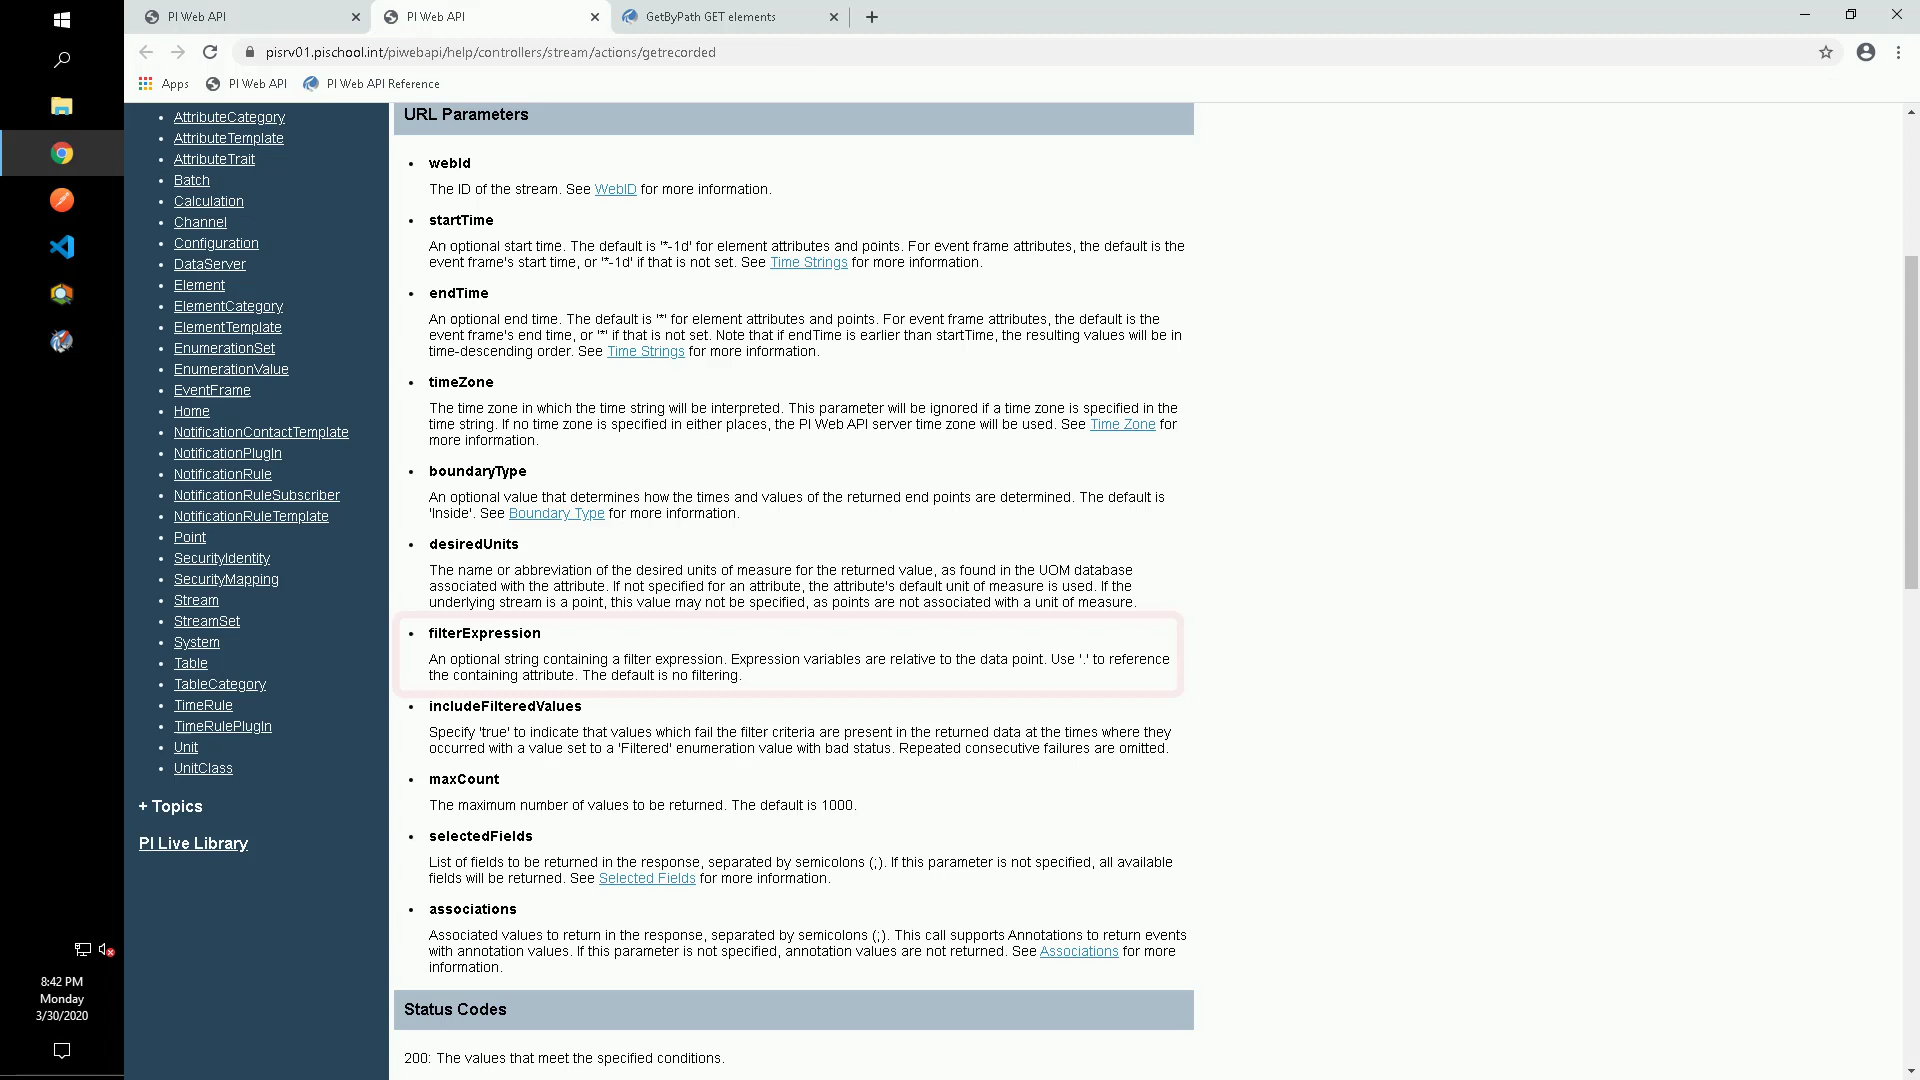 PI Web API
PI Web API
GetByPath GET elements
pisrv01.pischool.int/piwebapi/help/controllers/stream/actions/getrecorded
Apps
PI Web API
PI Web API Reference
AttributeCategory
AttributeTemplate
AttributeTrait
Batch
Calculation
Channel
Configuration
DataServer
Element
ElementCategory
ElementTemplate
EnumerationSet
EnumerationValue
EventFrame
Home
NotificationContactTemplate
NotificationPlugIn
NotificationRule
NotificationRuleSubscriber
NotificationRuleTemplate
Point
SecurityIdentity
SecurityMapping
Stream
StreamSet
System
Table
TableCategory
TimeRule
TimeRulePlugIn
Unit
UnitClass
+ Topics
PI Live Library
URL Parameters
webId
The ID of the stream. See WebID for more information.
startTime
An optional start time. The default is '*-1d' for element attributes and points. For event frame attributes, the default is the
event frame's start time, or '*-1d' if that is not set. See Time Strings for more information.
endTime
An optional end time. The default is '*' for element attributes and points. For event frame attributes, the default is the
event frame's end time, or '*' if that is not set. Note that if endTime is earlier than startTime, the resulting values will be in
time-descending order. See Time Strings for more information.
timeZone
The time zone in which the time string will be interpreted. This parameter will be ignored if a time zone is specified in the
time string. If no time zone is specified in either places, the PI Web API server time zone will be used. See Time Zone for
more information.
boundaryType
An optional value that determines how the times and values of the returned end points are determined. The default is
'Inside'. See Boundary Type for more information.
desiredUnits
The name or abbreviation of the desired units of measure for the returned value, as found in the UOM database
associated with the attribute. If not specified for an attribute, the attribute's default unit of measure is used. If the
underlying stream is a point, this value may not be specified, as points are not associated with a unit of measure.
filterExpression
An optional string containing a filter expression. Expression variables are relative to the data point. Use '.' to reference
the containing attribute. The default is no filtering.
includeFilteredValues
Specify 'true' to indicate that values which fail the filter criteria are present in the returned data at the times where they
occurred with a value set to a 'Filtered' enumeration value with bad status. Repeated consecutive failures are omitted.
maxCount
The maximum number of values to be returned. The default is 1000.
selectedFields
List of fields to be returned in the response, separated by semicolons (;). If this parameter is not specified, all available
fields will be returned. See Selected Fields for more information.
associations
Associated values to return in the response, separated by semicolons (;). This call supports Annotations to return events
with annotation values. If this parameter is not specified, annotation values are not returned. See Associations for more
information.
Status Codes
200: The values that meet the specified conditions.
8:42 PM
Monday
3/30/2020